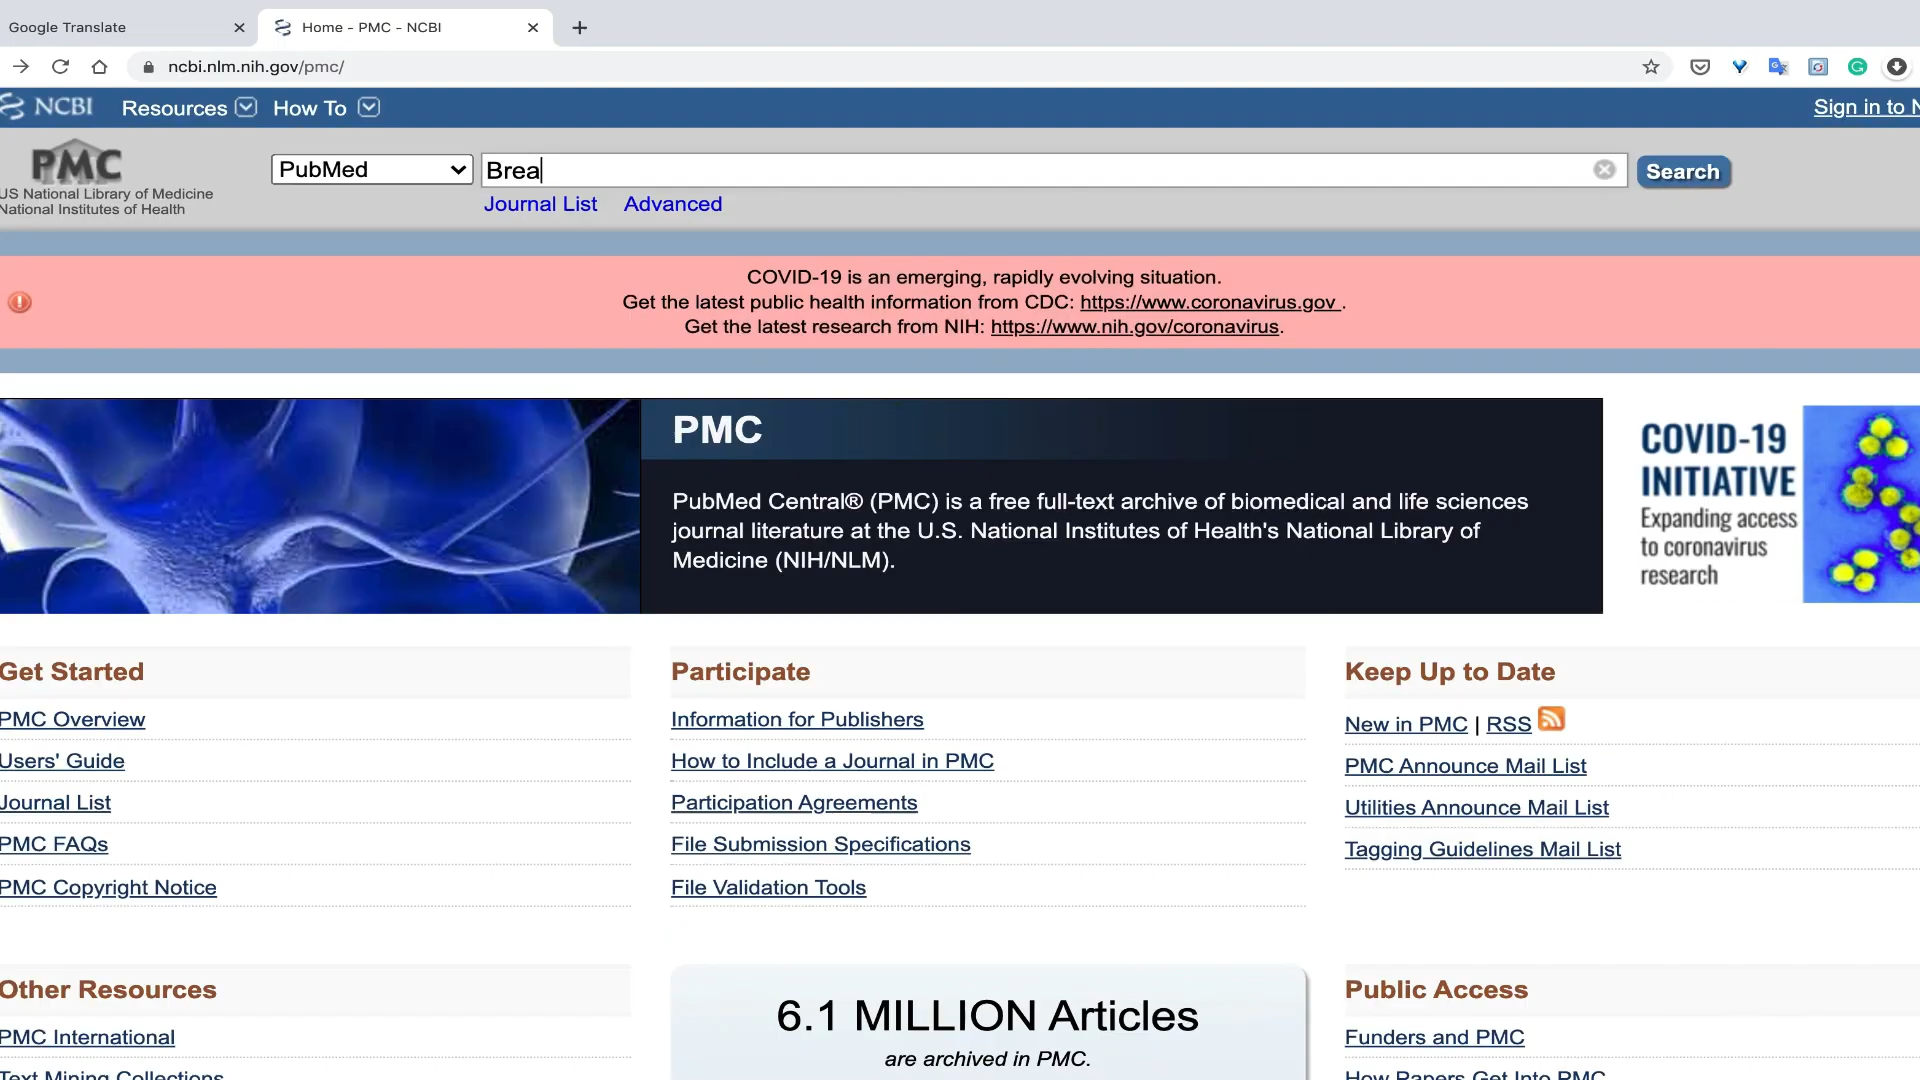 Google Translate
Home - PMC - NCBI
ncbi.nlm.nih.gov/pmc/
NCBI Resources How To Sign in to N
PMC
US National Library of Medicine
National Institutes of Health
PubMed
Brea
Search
Journal List Advanced
COVID-19 is an emerging, rapidly evolving situation.
Get the latest public health information from CDC: https://www.coronavirus.gov .
Get the latest research from NIH: https://www.nih.gov/coronavirus.
PMC
PubMed Central® (PMC) is a free full-text archive of biomedical and life sciences
journal literature at the U.S. National Institutes of Health's National Library of
Medicine (NIH/NLM).
COVID-19
INITIATIVE
Expanding access
to coronavirus
research
Get Started
PMC Overview
Users' Guide
Journal List
PMC FAQs
PMC Copyright Notice
Participate
Information for Publishers
How to Include a Journal in PMC
Participation Agreements
File Submission Specifications
File Validation Tools
Keep Up to Date
New in PMC | RSS
PMC Announce Mail List
Utilities Announce Mail List
Tagging Guidelines Mail List
Other Resources
PMC International
Text Mining Collections
6.1 MILLION Articles
are archived in PMC.
Public Access
Funders and PMC
How Papers Get Into PMC